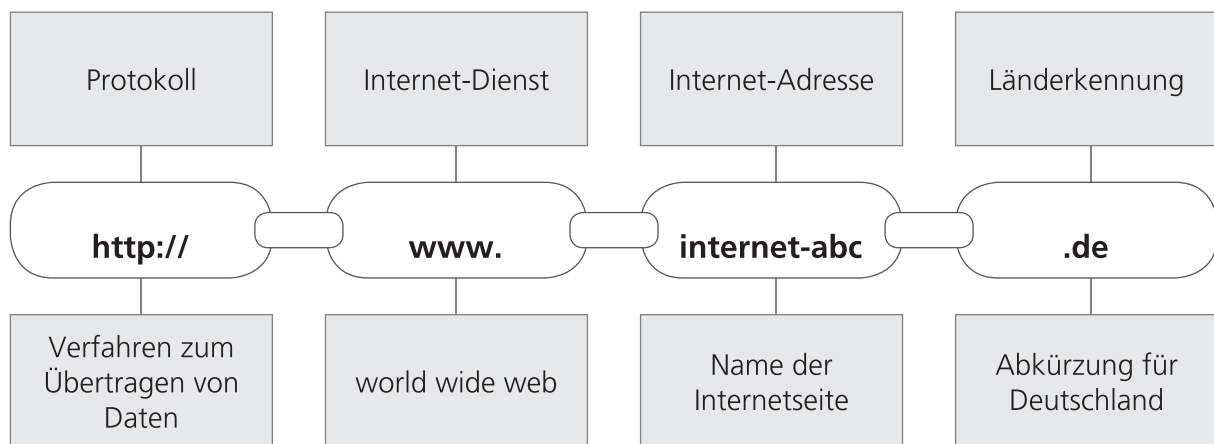 Protokoll
Internet-Dienst
Internet-Adresse
Länderkennung
http://
www.
internet-abc
.de
Verfahren zum
Übertragen von
Daten
world wide web
Name der
Internetseite
Abkürzung für
Deutschland